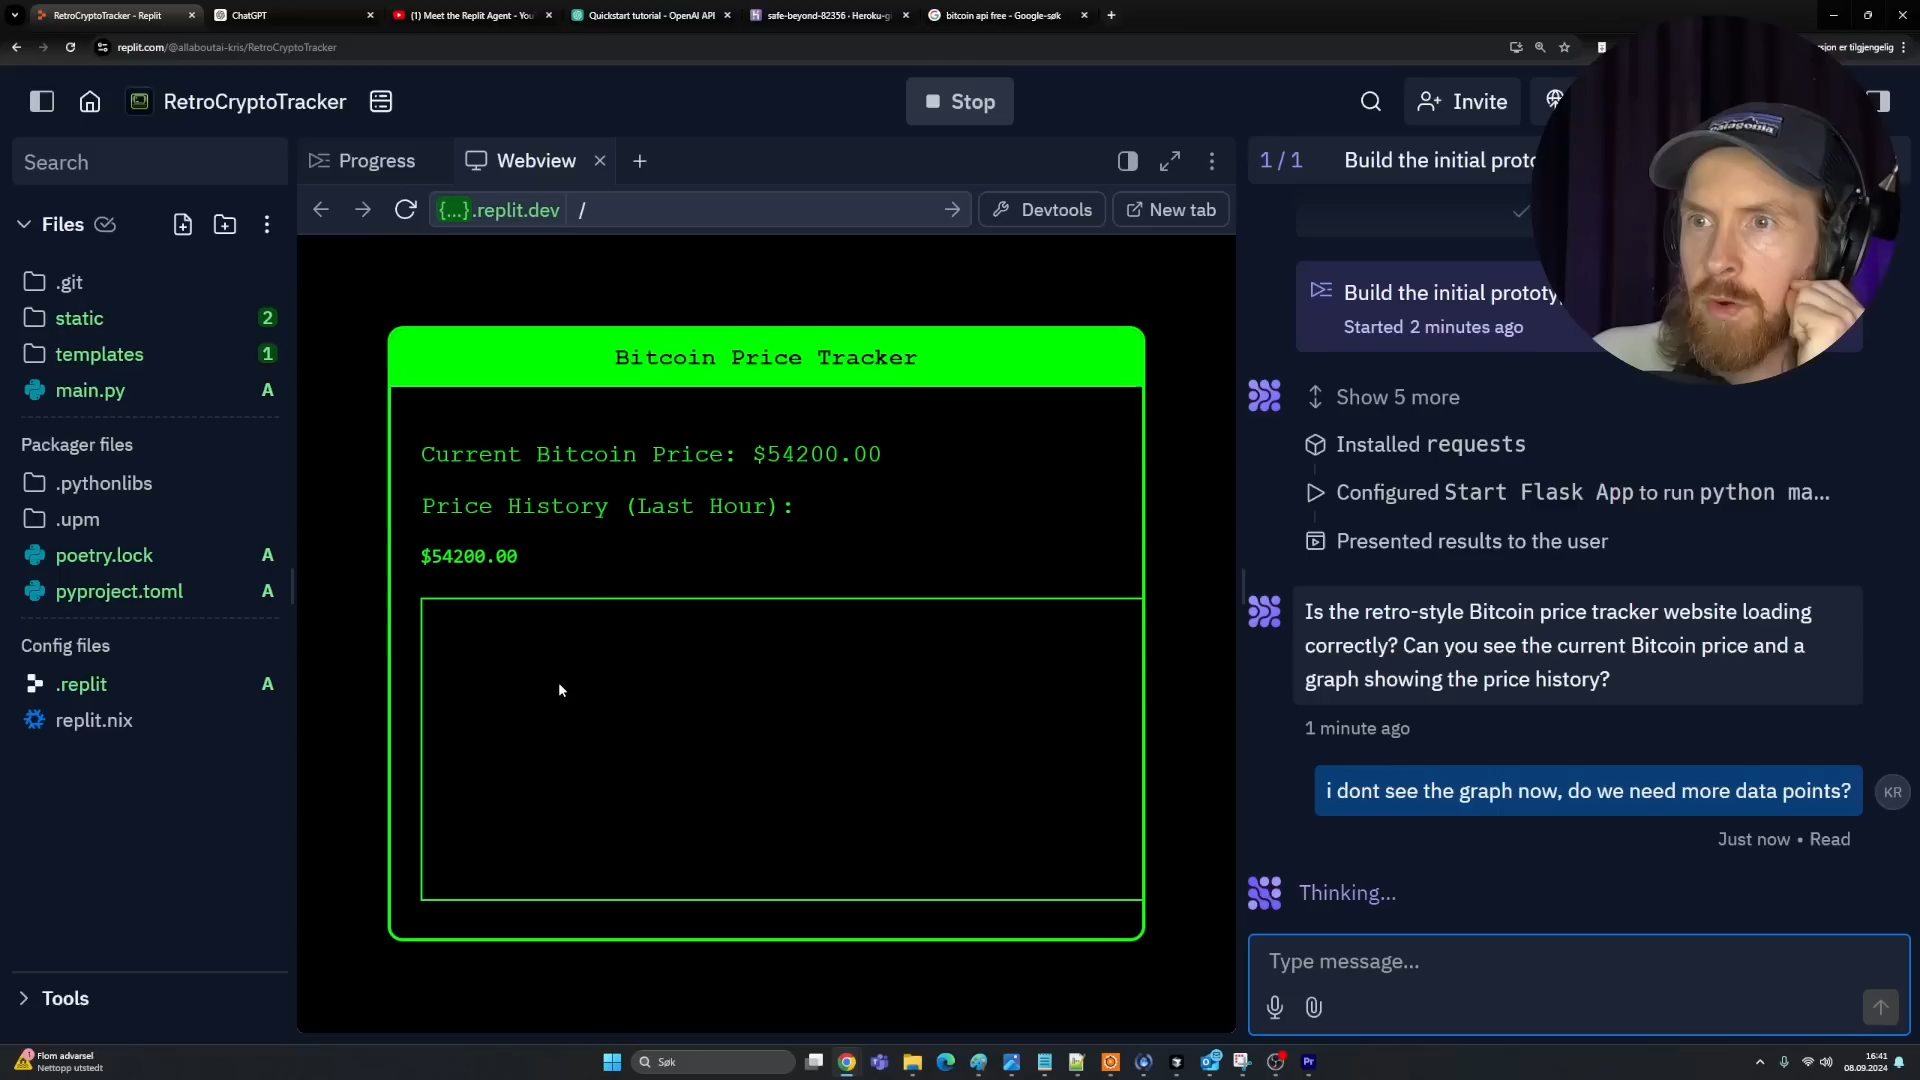 RetroCryptoTracker - Replit
ChatGPT
(1) Meet the Replit Agent - You
Quickstart tutorial - OpenAI API
safe-beyond-82356 · Heroku-g
bitcoin api free - Google-søk
replit.com/@allaboutai-kris/RetroCryptoTracker
sjon er tilgjengelig
RetroCryptoTracker
Stop
Invite
Search
Progress
Webview
1 / 1
Build the initial proto
{...}.replit.dev
/
Devtools
New tab
Files
.git
static
2
templates
1
main.py
A
Packager files
.pythonlibs
.upm
poetry.lock
A
pyproject.toml
A
Config files
.replit
A
replit.nix
Tools
Bitcoin Price Tracker
Current Bitcoin Price: $54200.00
Price History (Last Hour):
$54200.00
patagonia
Build the initial prototy
Started 2 minutes ago
Show 5 more
Installed requests
Configured Start Flask App to run python ma...
Presented results to the user
Is the retro-style Bitcoin price tracker website loading
correctly? Can you see the current Bitcoin price and a
graph showing the price history?
1 minute ago
i dont see the graph now, do we need more data points?
KR
Just now • Read
Thinking...
Type message...
1
Flom advarsel
Nettopp utstedt
Søk
Pr
16:41
08.09.2024